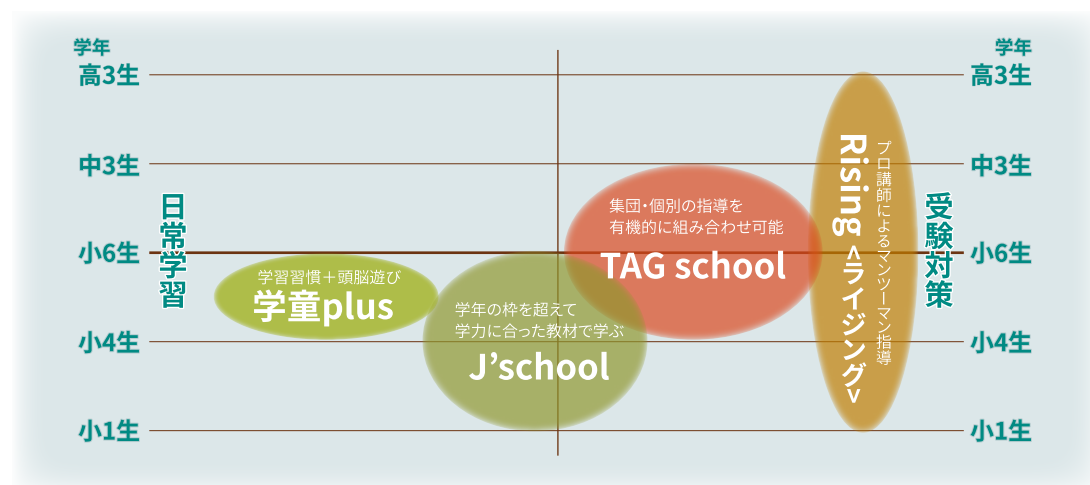 学年
高3生
中3生
小6生
小4生
小1生
日常学習
学習習慣＋頭脳遊び
学童plus
学年の枠を超えて
学力に合った教材で学ぶ
J’school
集団・個別の指導を
有機的に組み合わせ可能
TAG school
プロ講師によるマンツーマン指導
Rising <ライジング>
受験対策
学年
高3生
中3生
小6生
小4生
小1生